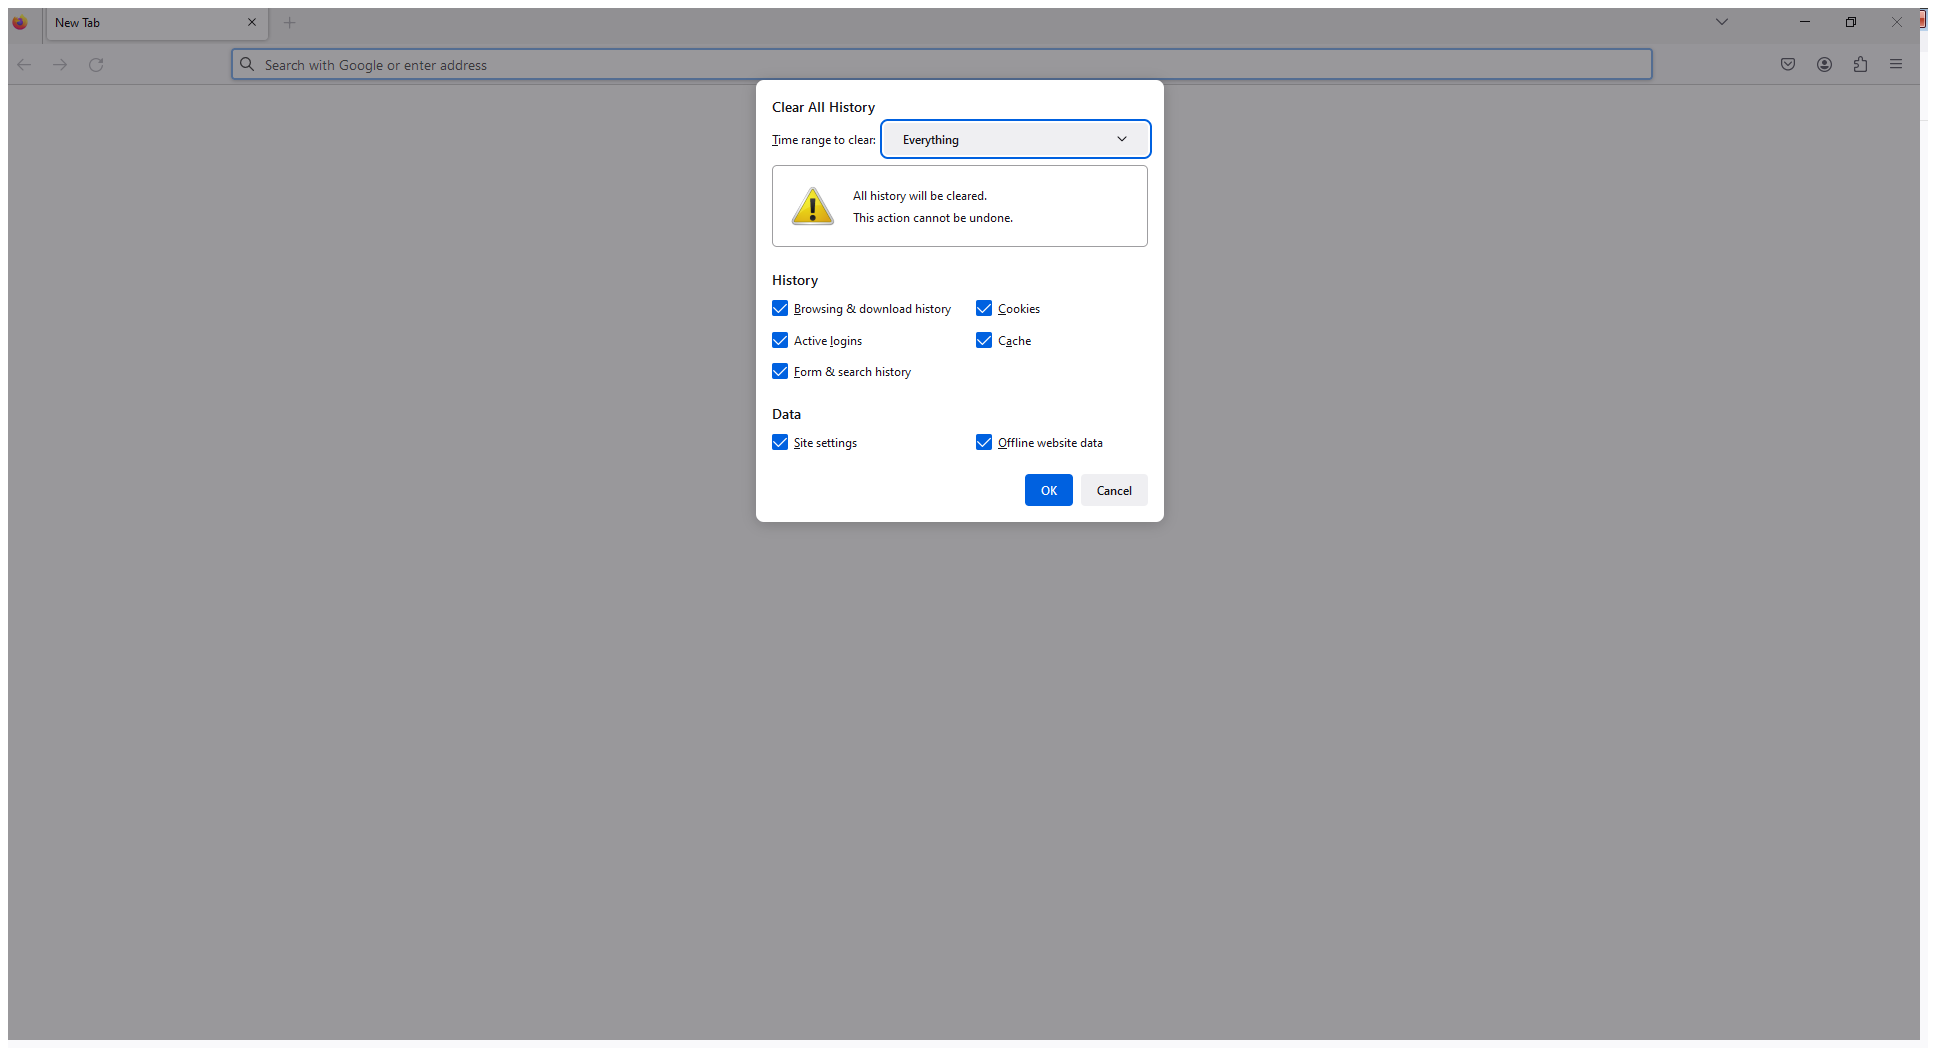 New Tab
Search with Google or enter address
Clear All History
Time range to clear: Everything
All history will be cleared.
This action cannot be undone.
History
Browsing & download history Cookies
Active logins Cache
Form & search history
Data
Site settings Offline website data
OK Cancel